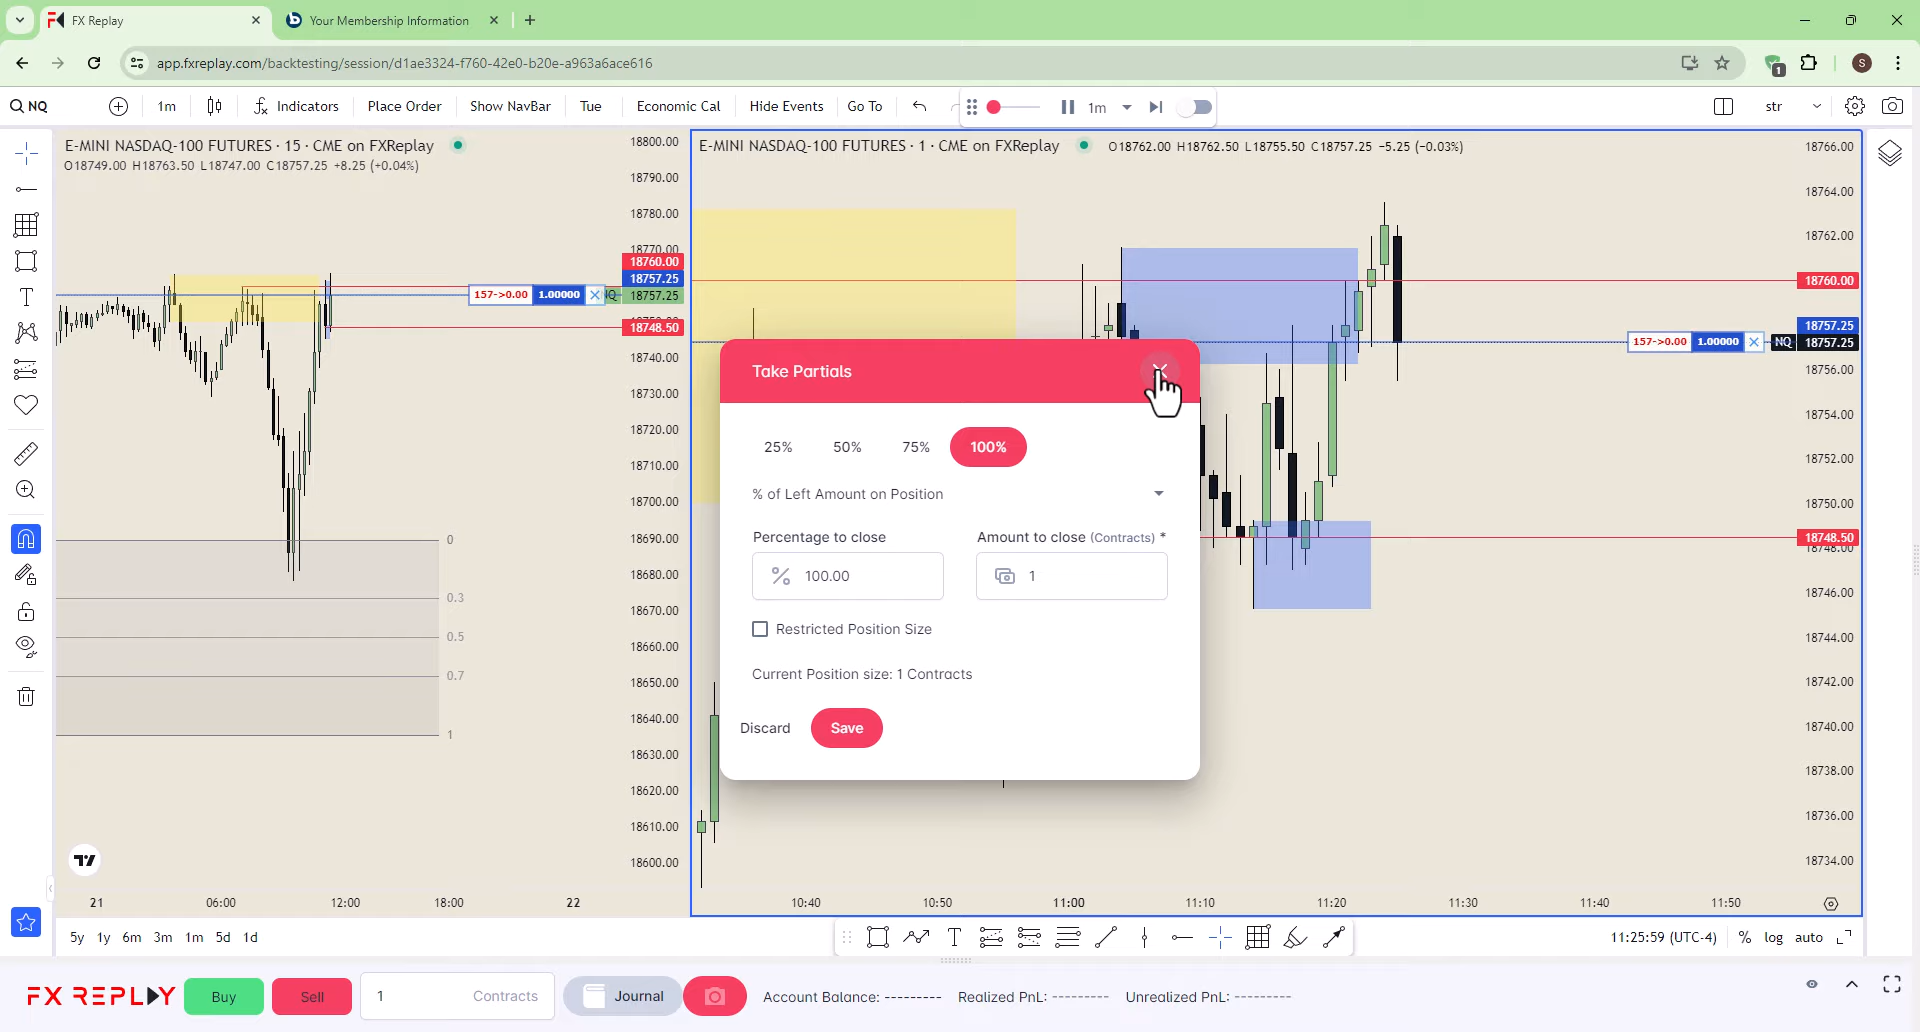 FX Replay
Your Membership Information
app.fxreplay.com/backtesting/session/d1ae3324-f760-42e0-b20e-a963a6ace616
1
S
NQ
1m
Indicators
Place Order
Show NavBar
Tue
Economic Cal
Hide Events
Go To
1m
str
E-MINI NASDAQ-100 FUTURES · 15 · CME on FXReplay
O18749.00 H18763.50 L18747.00 C18757.25 +8.25 (+0.04%)
18800.00
18790.00
18780.00
18770.00
18760.00
18757.25
157->0.00 1.00000
18757.25
18748.50
18740.00
18730.00
18720.00
18710.00
18700.00
18690.00
18680.00
18670.00
18660.00
18650.00
18640.00
18630.00
18620.00
18610.00
18600.00
0
0.3
0.5
0.7
1
21
06:00
12:00
18:00
22
E-MINI NASDAQ-100 FUTURES · 1 · CME on FXReplay
O18762.00 H18762.50 L18755.50 C18757.25 −5.25 (−0.03%)
18766.00
18764.00
18762.00
18760.00
18757.25
157->0.00 1.00000 NQ 18757.25
18756.00
18754.00
18752.00
18750.00
18748.50
18748.00
18746.00
18744.00
18742.00
18740.00
18738.00
18736.00
18734.00
10:40
10:50
11:00
11:10
11:20
11:30
11:40
11:50
Take Partials
25%
50%
75%
100%
% of Left Amount on Position
Percentage to close
Amount to close (Contracts) *
100.00
1
Restricted Position Size
Current Position size: 1 Contracts
Discard
Save
5y 1y 6m 3m 1m 5d 1d
11:25:59 (UTC-4)
% log auto
FX REPLAY
Buy
Sell
1 Contracts
Journal
Account Balance: ---------
Realized PnL: ---------
Unrealized PnL: ---------